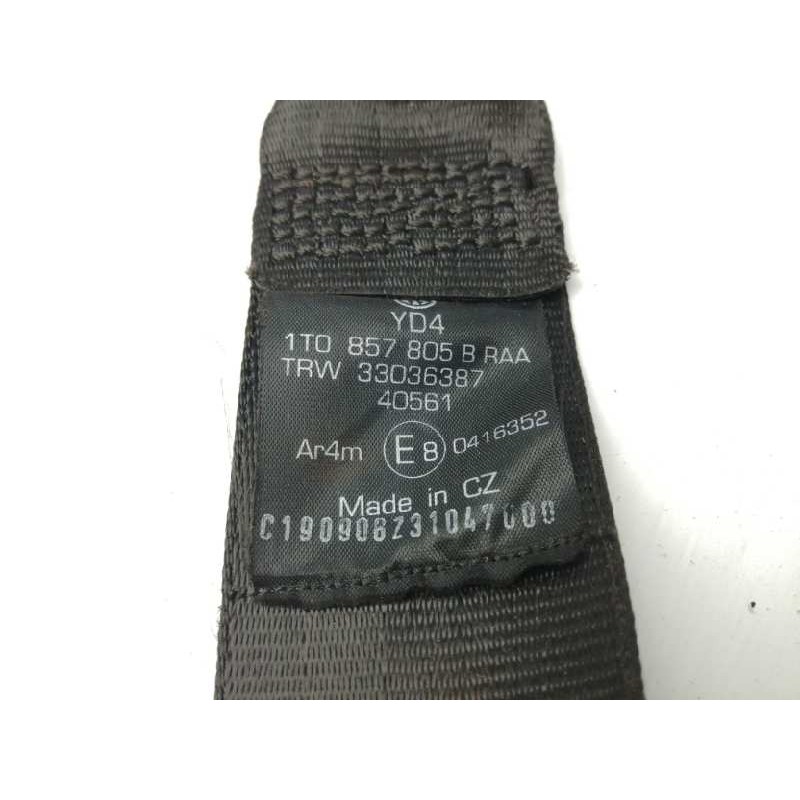 YD4
1T0 857 805 B RAA
TRW 33036387
40561
Ar4m E8 0416352
Made in CZ
C190908231047000